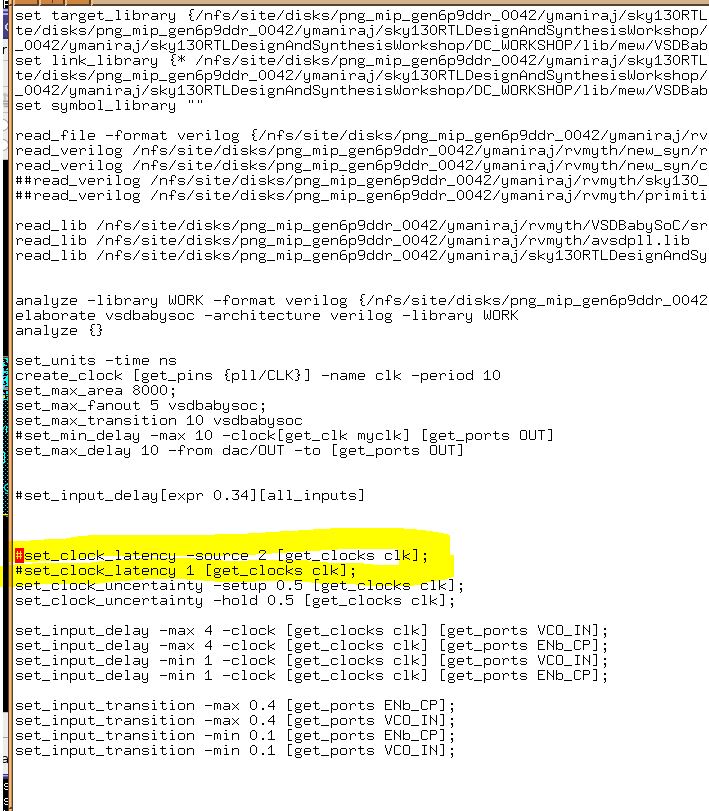 set target_library {/nfs/site/disks/png_mip_gen6p9ddr_0042/ymaniraj/sky130RTL
te/disks/png_mip_gen6p9ddr_0042/ymaniraj/sky130RTLDesignAndSynthesisWorkshop/
_0042/ymaniraj/sky130RTLDesignAndSynthesisWorkshop/DC_WORKSHOP/lib/mew/VSDBab
set link_library {* /nfs/site/disks/png_mip_gen6p9ddr_0042/ymaniraj/sky130RTL
te/disks/png_mip_gen6p9ddr_0042/ymaniraj/sky130RTLDesignAndSynthesisWorkshop/
_0042/ymaniraj/sky130RTLDesignAndSynthesisWorkshop/DC_WORKSHOP/lib/mew/VSDBab
set symbol_library ""
read_file -format verilog {/nfs/site/disks/png_mip_gen6p9ddr_0042/ymaniraj/rv
read_verilog /nfs/site/disks/png_mip_gen6p9ddr_0042/ymaniraj/rvmyth/new_syn/r
read_verilog /nfs/site/disks/png_mip_gen6p9ddr_0042/ymaniraj/rvmyth/new_syn/c
##read_verilog /nfs/site/disks/png_mip_gen6p9ddr_0042/ymaniraj/rvmyth/sky130_
##read_verilog /nfs/site/disks/png_mip_gen6p9ddr_0042/ymaniraj/rvmyth/primiti
read_lib /nfs/site/disks/png_mip_gen6p9ddr_0042/ymaniraj/rvmyth/VSDBabySoC/sr
read_lib /nfs/site/disks/png_mip_gen6p9ddr_0042/ymaniraj/rvmyth/avsdpll.lib
read_lib /nfs/site/disks/png_mip_gen6p9ddr_0042/ymaniraj/sky130RTLDesignAndSy
analyze -library WORK -format verilog {/nfs/site/disks/png_mip_gen6p9ddr_0042
elaborate vsdbabysoc -architecture verilog -library WORK
analyze {}
set_units -time ns
create_clock [get_pins {pll/CLK}] -name clk -period 10
set_max_area 8000;
set_max_fanout 5 vsdbabysoc;
set_max_transition 10 vsdbabysoc
#set_min_delay -max 10 -clock[get_clk myclk] [get_ports OUT]
set_max_delay 10 -from dac/OUT -to [get_ports OUT]
#set_input_delay[expr 0.34][all_inputs]
#set_clock_latency -source 2 [get_clocks clk];
#set_clock_latency 1 [get_clocks clk];
set_clock_uncertainty -setup 0.5 [get_clocks clk];
set_clock_uncertainty -hold 0.5 [get_clocks clk];
set_input_delay -max 4 -clock [get_clocks clk] [get_ports VCO_IN];
set_input_delay -max 4 -clock [get_clocks clk] [get_ports ENb_CP];
set_input_delay -min 1 -clock [get_clocks clk] [get_ports VCO_IN];
set_input_delay -min 1 -clock [get_clocks clk] [get_ports ENb_CP];
set_input_transition -max 0.4 [get_ports ENb_CP];
set_input_transition -max 0.4 [get_ports VCO_IN];
set_input_transition -min 0.1 [get_ports ENb_CP];
set_input_transition -min 0.1 [get_ports VCO_IN];